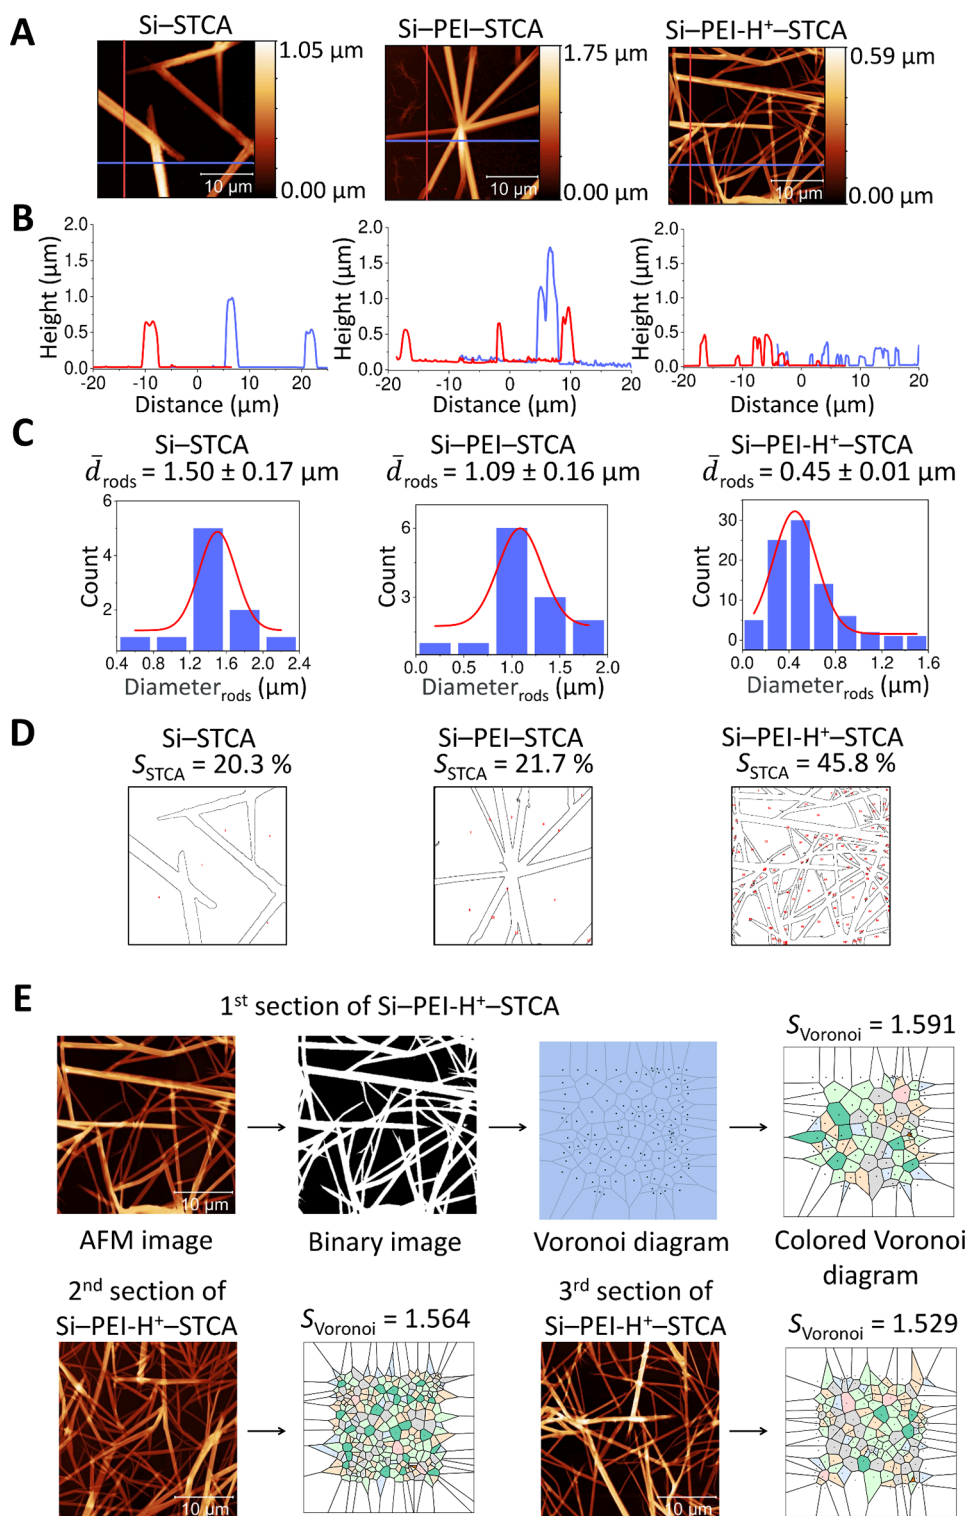 A
Si–STCA
Si–PEI–STCA
Si–PEI-H⁺–STCA
1.05 μm
0.00 μm
10 μm
1.75 μm
0.00 μm
10 μm
0.59 μm
0.00 μm
10 μm
B
Height (μm)
2.0
1.5
1.0
0.5
0.0
-20
-10
0
10
20
Distance (μm)
Height (μm)
2.0
1.5
1.0
0.5
0.0
-20
-10
0
10
20
Distance (μm)
Height (μm)
2.0
1.5
1.0
0.5
0.0
-20
-10
0
10
20
Distance (μm)
C
Si–STCA
d̅rods = 1.50 ± 0.17 μm
Si–PEI–STCA
d̅rods = 1.09 ± 0.16 μm
Si–PEI-H⁺–STCA
d̅rods = 0.45 ± 0.01 μm
Count
6
4
2
0.4
1.0
1.6
2.2
2.4
Diameterrods (μm)
Count
6
3
0.0
0.5
1.0
1.5
2.0
Diameterrods (μm)
Count
30
20
10
0
0.0
0.4
0.8
1.2
1.6
Diameterrods (μm)
D
Si–STCA
SSTCA = 20.3 %
Si–PEI–STCA
SSTCA = 21.7 %
Si–PEI-H⁺–STCA
SSTCA = 45.8 %
E
1st section of Si–PEI-H⁺–STCA
SVoronoi = 1.591
10 μm
AFM image
Binary image
Voronoi diagram
Colored Voronoi
diagram
2nd section of
Si–PEI-H⁺–STCA
SVoronoi = 1.564
10 μm
3rd section of
Si–PEI-H⁺–STCA
SVoronoi = 1.529
10 μm